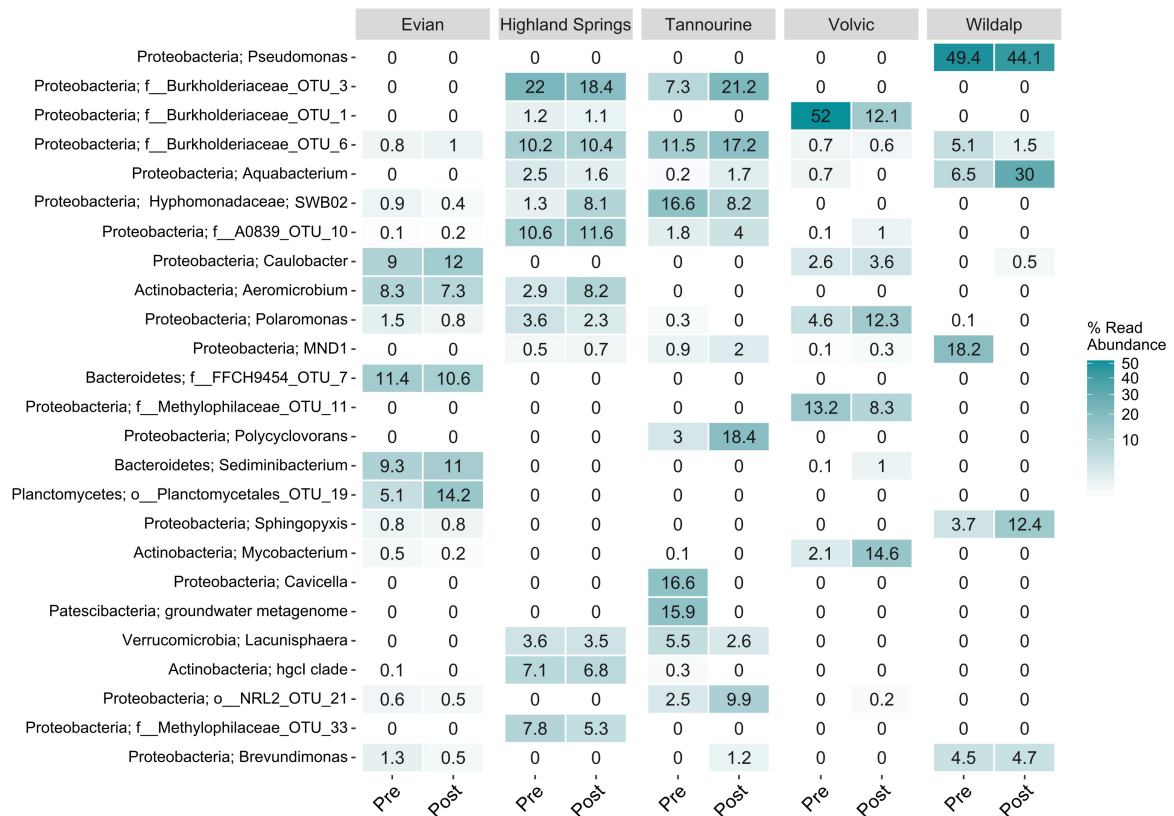 Evian Highland Springs Tannourine Volvic Wildalp
Proteobacteria; Pseudomonas 0 0 0 0 0 0 0 0 49.4 44.1
Proteobacteria; f__Burkholderiaceae_OTU_3 0 0 22 18.4 7.3 21.2 0 0 0 0
Proteobacteria; f__Burkholderiaceae_OTU_1 0 0 1.2 1.1 0 0 52 12.1 0 0
Proteobacteria; f__Burkholderiaceae_OTU_6 0.8 1 10.2 10.4 11.5 17.2 0.7 0.6 5.1 1.5
Proteobacteria; Aquabacterium 0 0 2.5 1.6 0.2 1.7 0.7 0 6.5 30
Proteobacteria; Hyphomonadaceae; SWB02 0.9 0.4 1.3 8.1 16.6 8.2 0 0 0 0
Proteobacteria; f__A0839_OTU_10 0.1 0.2 10.6 11.6 1.8 4 0.1 1 0 0
Proteobacteria; Caulobacter 9 12 0 0 0 0 2.6 3.6 0 0.5
Actinobacteria; Aeromicrobium 8.3 7.3 2.9 8.2 0 0 0 0 0 0
Proteobacteria; Polaromonas 1.5 0.8 3.6 2.3 0.3 0 4.6 12.3 0.1 0
Proteobacteria; MND1 0 0 0.5 0.7 0.9 2 0.1 0.3 18.2 0
Bacteroidetes; f__FFCH9454_OTU_7 11.4 10.6 0 0 0 0 0 0 0 0
Proteobacteria; f__Methylophilaceae_OTU_11 0 0 0 0 0 0 13.2 8.3 0 0
Proteobacteria; Polycyclovorans 0 0 0 0 3 18.4 0 0 0 0
Bacteroidetes; Sediminibacterium 9.3 11 0 0 0 0 0.1 1 0 0
Planctomycetes; o__Planctomycetales_OTU_19 5.1 14.2 0 0 0 0 0 0 0 0
Proteobacteria; Sphingopyxis 0.8 0.8 0 0 0 0 0 0 3.7 12.4
Actinobacteria; Mycobacterium 0.5 0.2 0 0 0.1 0 2.1 14.6 0 0
Proteobacteria; Cavicella 0 0 0 0 16.6 0 0 0 0 0
Patescibacteria; groundwater metagenome 0 0 0 0 15.9 0 0 0 0 0
Verrucomicrobia; Lacunisphaera 0 0 3.6 3.5 5.5 2.6 0 0 0 0
Actinobacteria; hgcI clade 0.1 0 7.1 6.8 0.3 0 0 0 0 0
Proteobacteria; o__NRL2_OTU_21 0.6 0.5 0 0 2.5 9.9 0 0.2 0 0
Proteobacteria; f__Methylophilaceae_OTU_33 0 0 7.8 5.3 0 0 0 0 0 0
Proteobacteria; Brevundimonas 1.3 0.5 0 0 0 1.2 0 0 4.5 4.7
Pre Post Pre Post Pre Post Pre Post Pre Post
% Read
Abundance
50
40
30
20
10